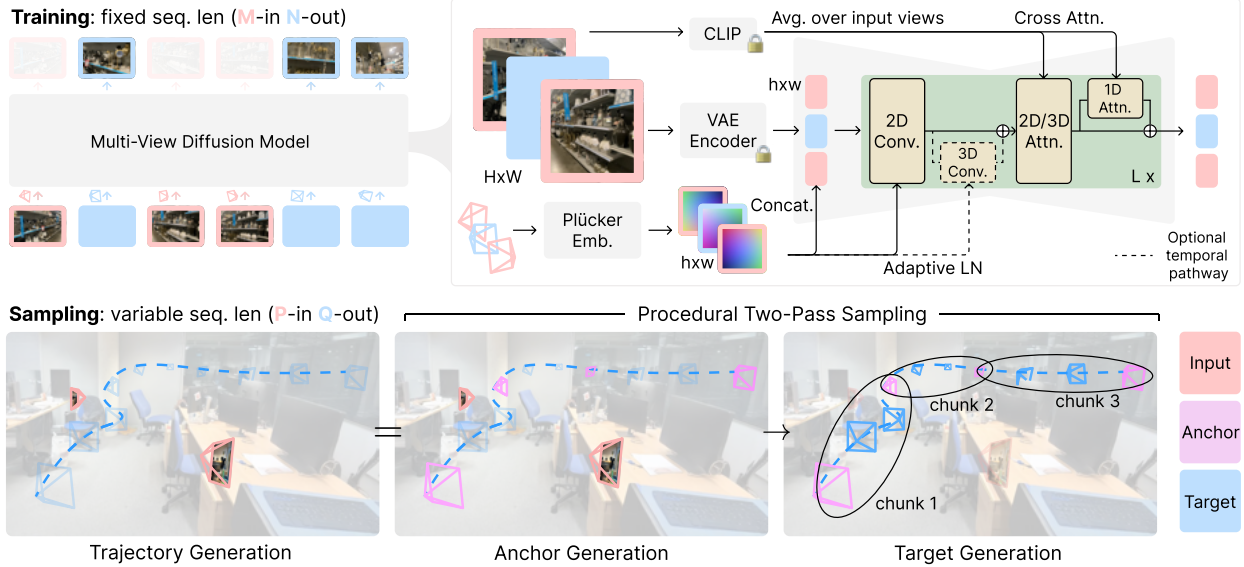 Training: fixed seq. len (M-in N-out)
Multi-View Diffusion Model
HxW
CLIP
Avg. over input views
Cross Attn.
VAE
Encoder
Plücker
Emb.
hxw
hxw
Concat.
2D
Conv.
3D
Conv.
2D/3D
Attn.
1D
Attn.
L x
Adaptive LN
Optional
temporal
pathway
Sampling: variable seq. len (P-in Q-out)
Procedural Two-Pass Sampling
chunk 1
chunk 2
chunk 3
Input
Anchor
Target
Trajectory Generation
Anchor Generation
Target Generation